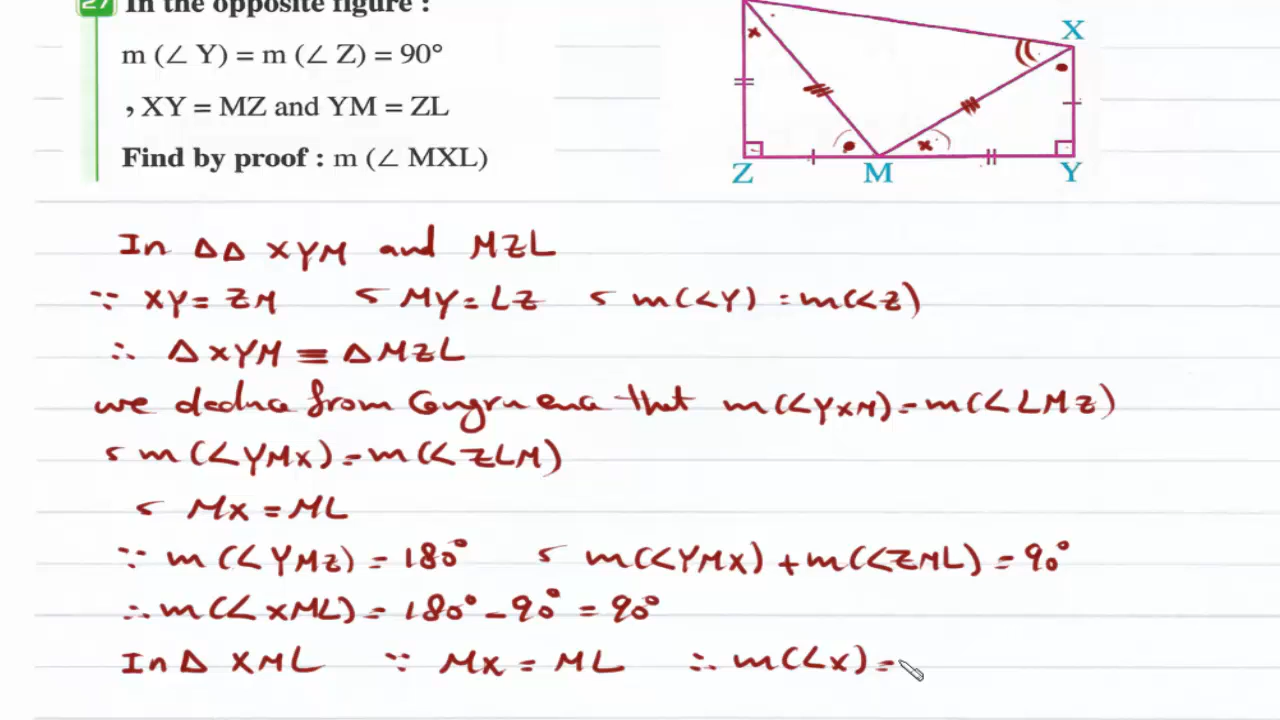 27 In the opposite figure :
m (∠ Y) = m (∠ Z) = 90°
, XY = MZ and YM = ZL
Find by proof : m (∠ MXL)
X
Z M Y
In ΔΔ XYM and MZL
∵ XY = ZM , MY = LZ , m(∠Y) = m(∠Z)
∴ ΔXYM ≡ ΔMZL
we deduce from Congruence that m(∠YXM) = m(∠LMZ)
, m(∠YMX) = m(∠ZLM)
, MX = ML
∵ m(∠YMZ) = 180° , m(∠YMX) + m(∠ZML) = 90°
∴ m(∠XML) = 180° - 90° = 90°
In Δ XML ∵ MX = ML ∴ m(∠X) =